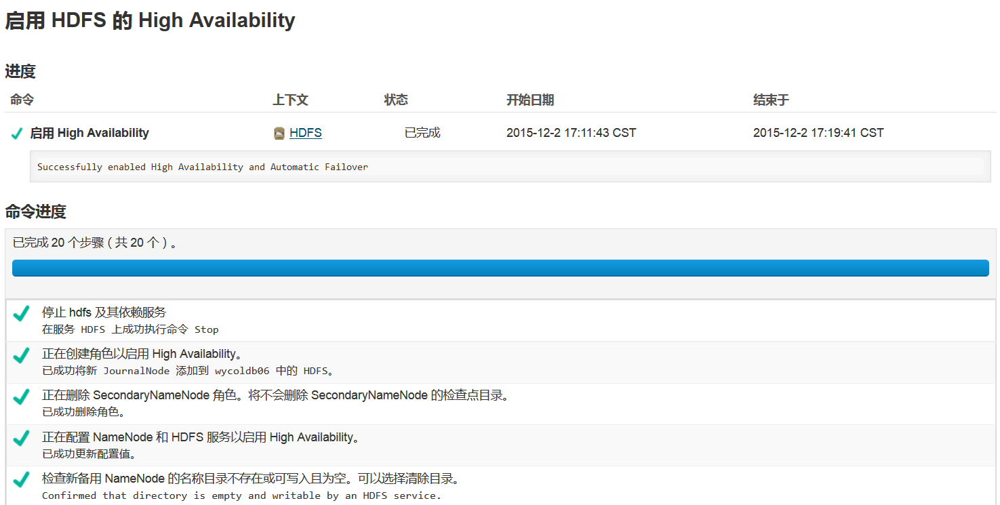 启用 HDFS 的 High Availability
进度
命令 上下文 状态 开始日期 结束于
启用 High Availability HDFS 已完成 2015-12-2 17:11:43 CST 2015-12-2 17:19:41 CST
Successfully enabled High Availability and Automatic Failover
命令进度
已完成 20 个步骤 ( 共 20 个 ) 。
停止 hdfs 及其依赖服务
在服务 HDFS 上成功执行命令 Stop
正在创建角色以启用 High Availability。
已成功将新 JournalNode 添加到 wycoldb06 中的 HDFS。
正在删除 SecondaryNameNode 角色。将不会删除 SecondaryNameNode 的检查点目录。
已成功删除角色。
正在配置 NameNode 和 HDFS 服务以启用 High Availability。
已成功更新配置值。
检查新备用 NameNode 的名称目录不存在或可写入且为空。可以选择清除目录。
Confirmed that directory is empty and writable by an HDFS service.